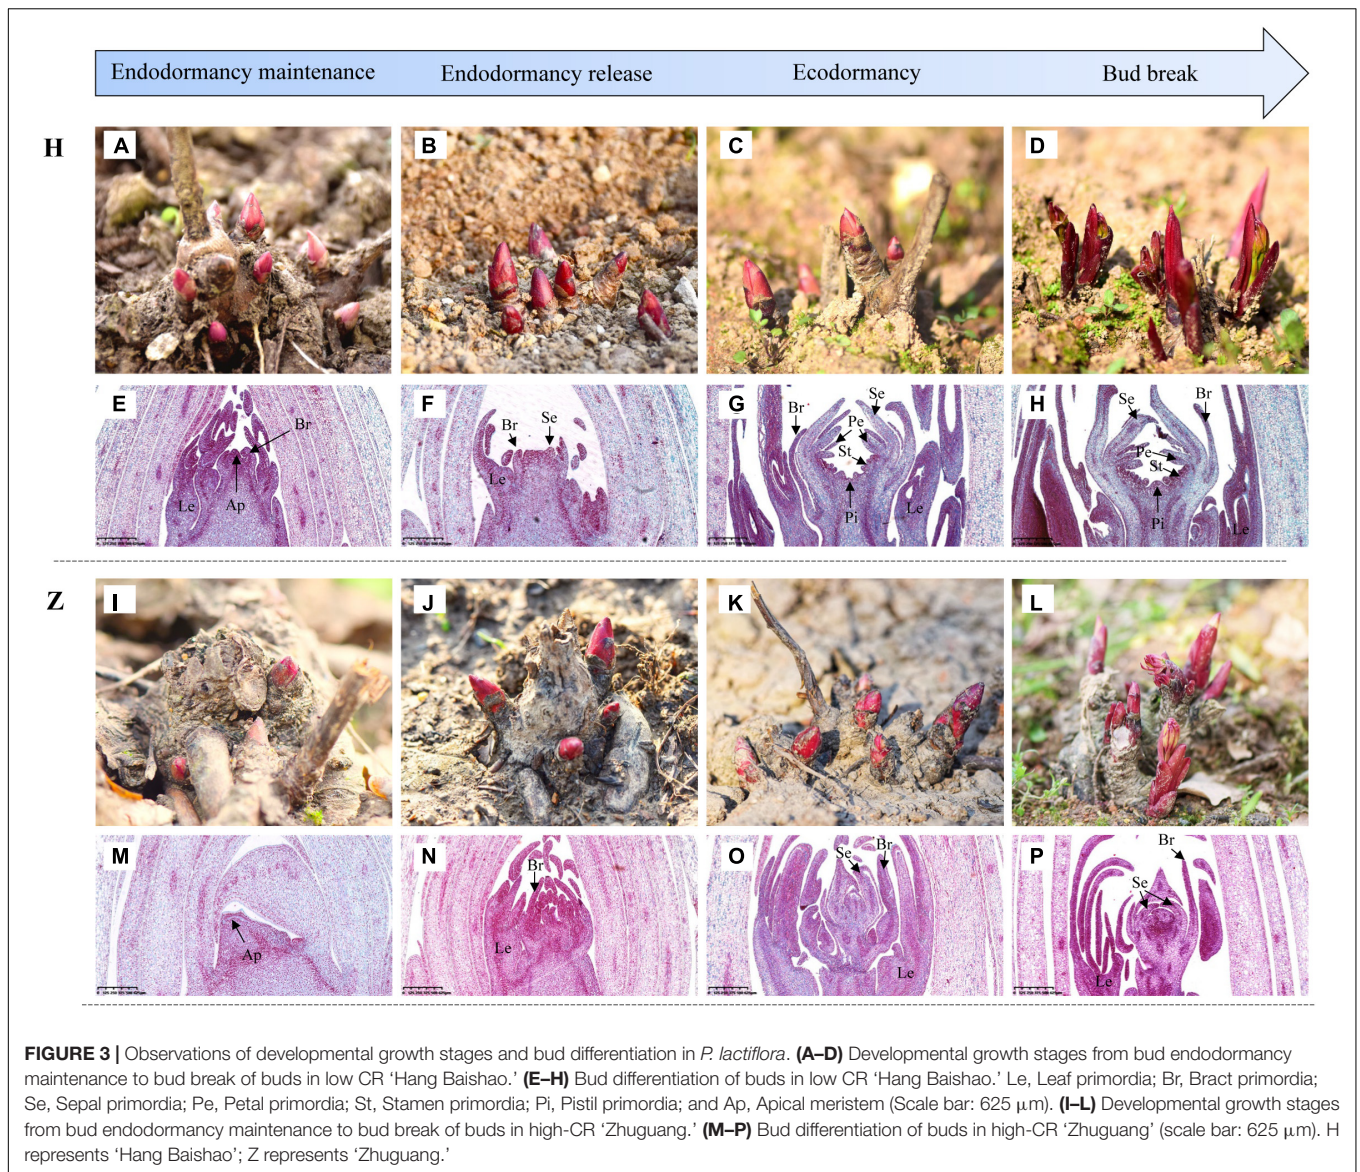 Endodormancy maintenance Endodormancy release Ecodormancy Bud break
H
A B C D
E Br Le Ap
F Br Se Le
G Br Se Pe St Pi Le
H Se Br Pe St Pi Le
Z
I J K L
M Ap
N Br Le
O Se Br Le
P Br Se Le
FIGURE 3 | Observations of developmental growth stages and bud differentiation in P. lactiflora. (A–D) Developmental growth stages from bud endodormancy
maintenance to bud break of buds in low CR ‘Hang Baishao.’ (E–H) Bud differentiation of buds in low CR ‘Hang Baishao.’ Le, Leaf primordia; Br, Bract primordia;
Se, Sepal primordia; Pe, Petal primordia; St, Stamen primordia; Pi, Pistil primordia; and Ap, Apical meristem (Scale bar: 625 μm). (I–L) Developmental growth stages
from bud endodormancy maintenance to bud break of buds in high-CR ‘Zhuguang.’ (M–P) Bud differentiation of buds in high-CR ‘Zhuguang’ (scale bar: 625 μm). H
represents ‘Hang Baishao’; Z represents ‘Zhuguang.’